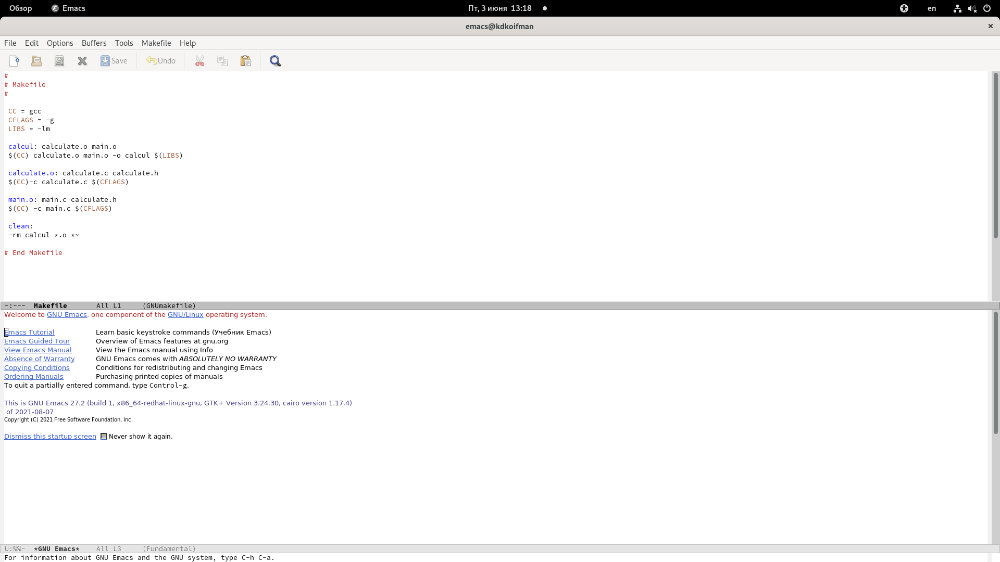 Обзор Emacs Пт, 3 июня 13:18 en
emacs@kdkoifman
File Edit Options Buffers Tools Makefile Help
Save Undo
#
# Makefile
#
CC = gcc
CFLAGS = -g
LIBS = -lm
calcul: calculate.o main.o
$(CC) calculate.o main.o -o calcul $(LIBS)
calculate.o: calculate.c calculate.h
$(CC)-c calculate.c $(CFLAGS)
main.o: main.c calculate.h
$(CC) -c main.c $(CFLAGS)
clean:
-rm calcul *.o *~
# End Makefile
-:--- Makefile All L1 (GNUmakefile)
Welcome to GNU Emacs, one component of the GNU/Linux operating system.
Emacs Tutorial Learn basic keystroke commands (Учебник Emacs)
Emacs Guided Tour Overview of Emacs features at gnu.org
View Emacs Manual View the Emacs manual using Info
Absence of Warranty GNU Emacs comes with ABSOLUTELY NO WARRANTY
Copying Conditions Conditions for redistributing and changing Emacs
Ordering Manuals Purchasing printed copies of manuals
To quit a partially entered command, type Control-g.
This is GNU Emacs 27.2 (build 1, x86_64-redhat-linux-gnu, GTK+ Version 3.24.30, cairo version 1.17.4)
of 2021-08-07
Copyright (C) 2021 Free Software Foundation, Inc.
Dismiss this startup screen Never show it again.
U:%%- *GNU Emacs* All L3 (Fundamental)
For information about GNU Emacs and the GNU system, type C-h C-a.